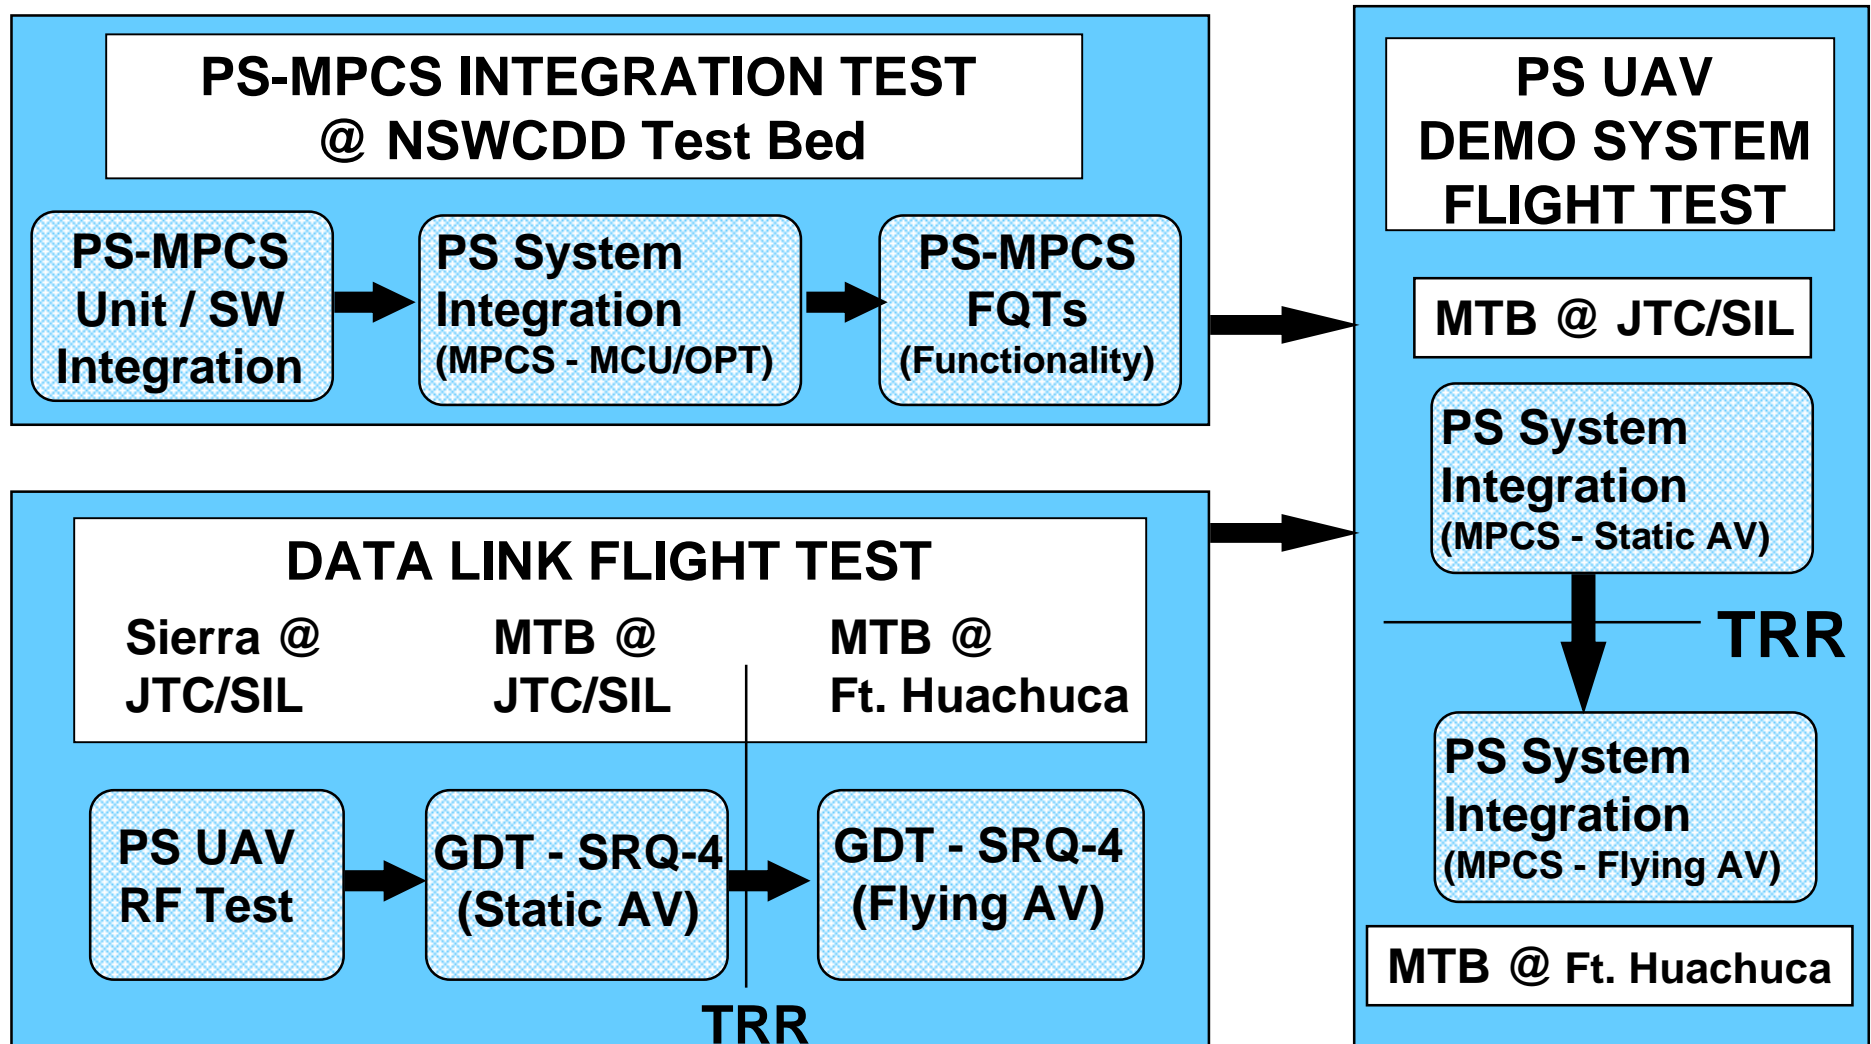 PS-MPCS INTEGRATION TEST
@ NSWCDD Test Bed
PS-MPCS
Unit / SW
Integration
PS System
Integration
(MPCS - MCU/OPT)
PS-MPCS
FQTs
(Functionality)
DATA LINK FLIGHT TEST
Sierra @
JTC/SIL
MTB @
JTC/SIL
MTB @
Ft. Huachuca
PS UAV
RF Test
GDT - SRQ-4
(Static AV)
GDT - SRQ-4
(Flying AV)
TRR
PS UAV
DEMO SYSTEM
FLIGHT TEST
MTB @ JTC/SIL
PS System
Integration
(MPCS - Static AV)
TRR
PS System
Integration
(MPCS - Flying AV)
MTB @ Ft. Huachuca